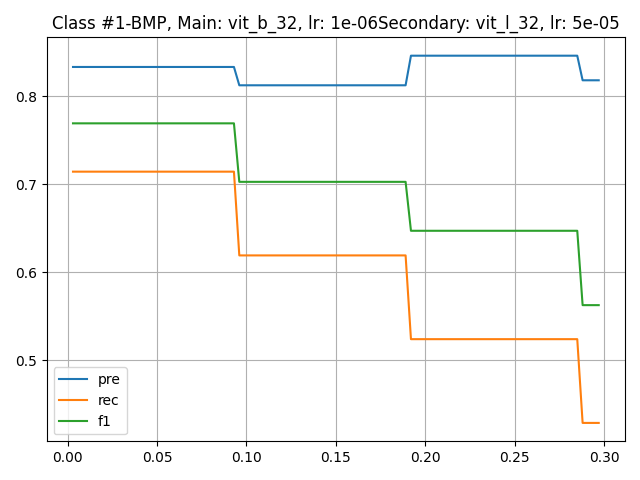 Class #1-BMP, Main: vit_b_32, lr: 1e-06Secondary: vit_l_32, lr: 5e-05
0.8
0.7
0.6
0.5
pre
rec
f1
0.00 0.05 0.10 0.15 0.20 0.25 0.30